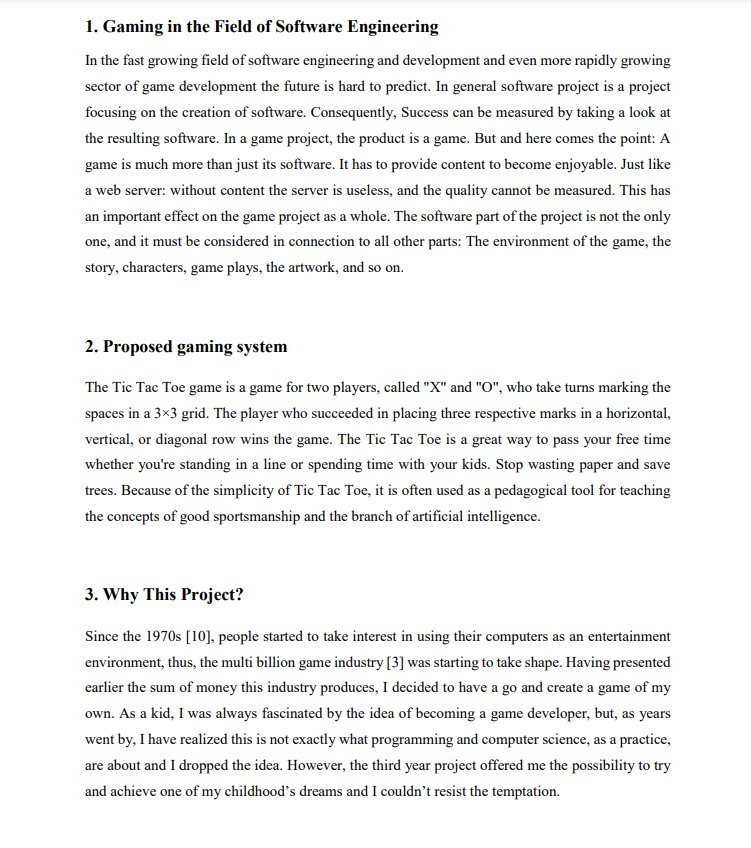 1. Gaming in the Field of Software Engineering
In the fast growing field of software engineering and development and even more rapidly growing
sector of game development the future is hard to predict. In general software project is a project
focusing on the creation of software. Consequently, Success can be measured by taking a look at
the resulting software. In a game project, the product is a game. But and here comes the point: A
game is much more than just its software. It has to provide content to become enjoyable. Just like
a web server: without content the server is useless, and the quality cannot be measured. This has
an important effect on the game project as a whole. The software part of the project is not the only
one, and it must be considered in connection to all other parts: The environment of the game, the
story, characters, game plays, the artwork, and so on.
2. Proposed gaming system
The Tic Tac Toe game is a game for two players, called "X" and "O", who take turns marking the
spaces in a 3×3 grid. The player who succeeded in placing three respective marks in a horizontal,
vertical, or diagonal row wins the game. The Tic Tac Toe is a great way to pass your free time
whether you're standing in a line or spending time with your kids. Stop wasting paper and save
trees. Because of the simplicity of Tic Tac Toe, it is often used as a pedagogical tool for teaching
the concepts of good sportsmanship and the branch of artificial intelligence.
3. Why This Project?
Since the 1970s [10], people started to take interest in using their computers as an entertainment
environment, thus, the multi billion game industry [3] was starting to take shape. Having presented
earlier the sum of money this industry produces, I decided to have a go and create a game of my
own. As a kid, I was always fascinated by the idea of becoming a game developer, but, as years
went by, I have realized this is not exactly what programming and computer science, as a practice,
are about and I dropped the idea. However, the third year project offered me the possibility to try
and achieve one of my childhood’s dreams and I couldn’t resist the temptation.